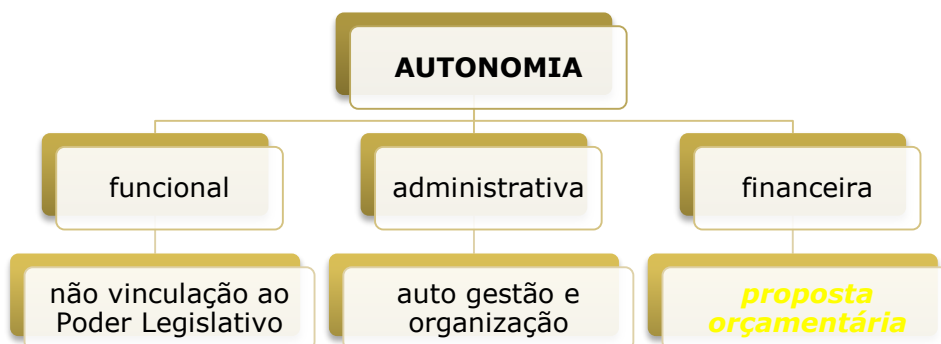 AUTONOMIA
funcional
administrativa
financeira
não vinculação ao
Poder Legislativo
auto gestão e
organização
proposta
orçamentária